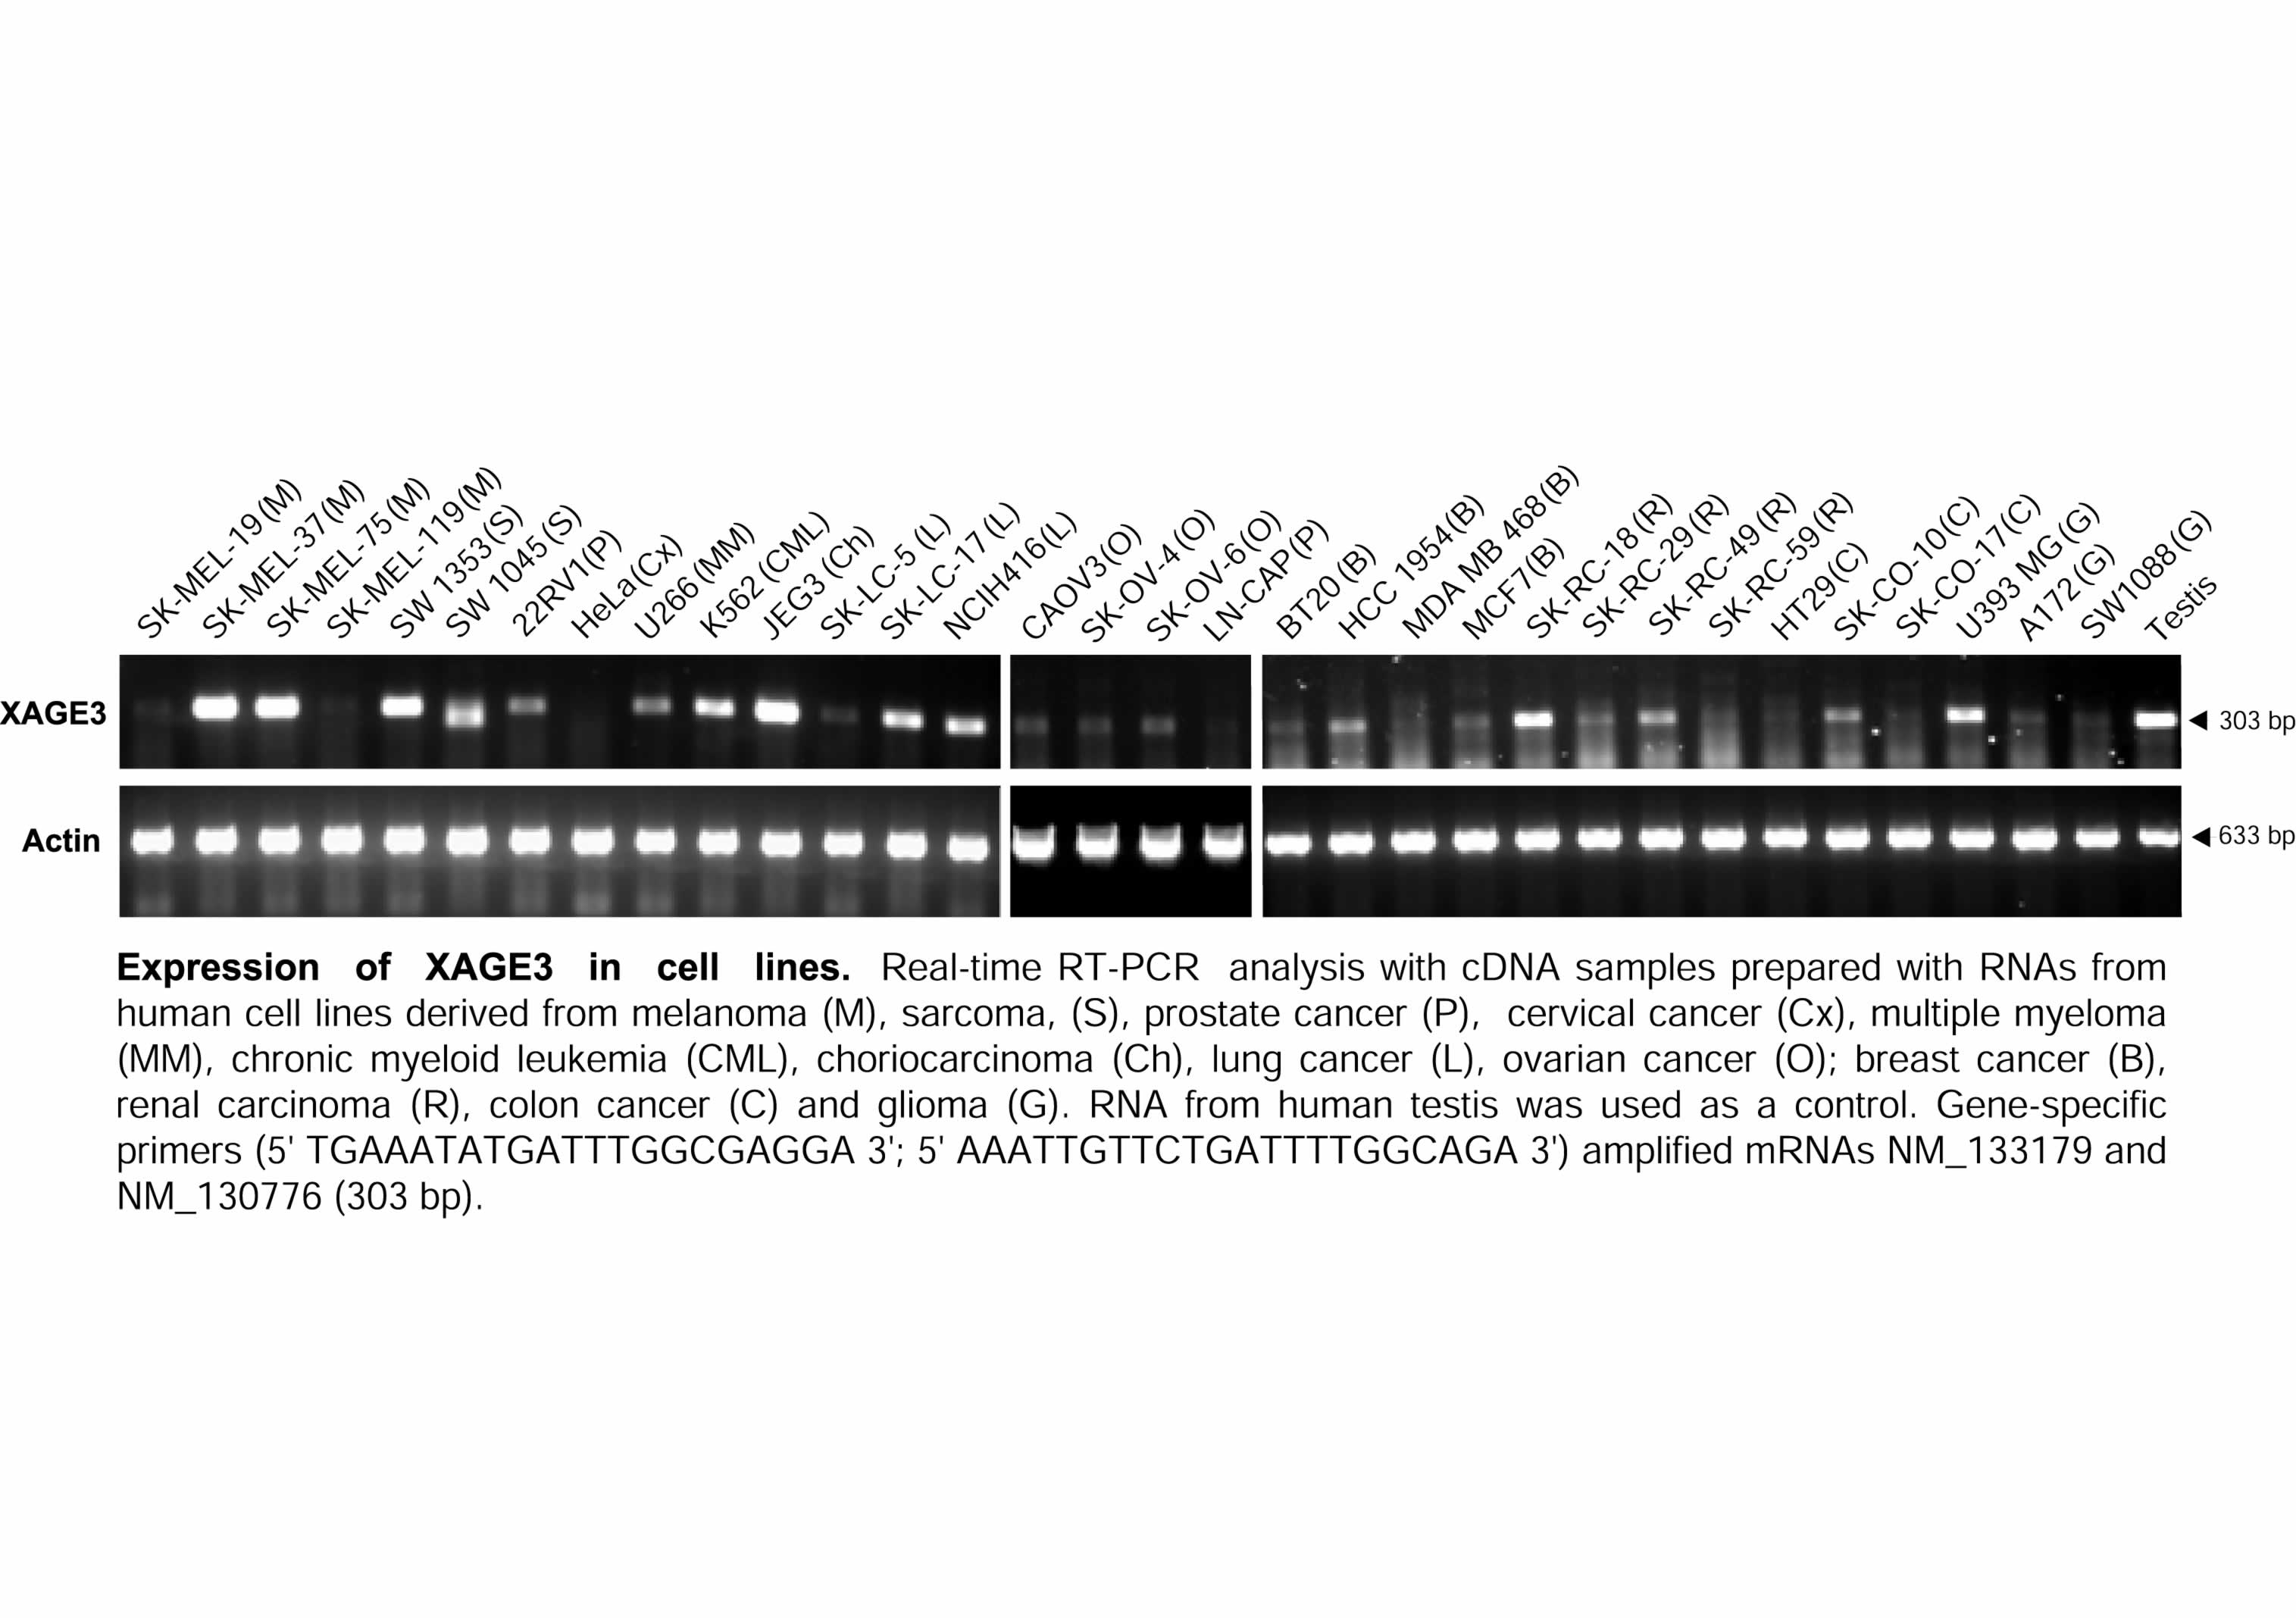 SK-MEL-19 (M)
SK-MEL-37 (M)
SK-MEL-75 (M)
SK-MEL-119 (M)
SW 1353 (S)
SW 1045 (S)
22RV1(P)
HeLa (Cx)
U266 (MM)
K562 (CML)
JEG3 (Ch)
SK-LC-5 (L)
SK-LC-17 (L)
NCIH416 (L)
CAOV3 (O)
SK-OV-4 (O)
SK-OV-6 (O)
LN-CAP (P)
BT20 (B)
HCC 1954 (B)
MDA MB 468 (B)
MCF7 (B)
SK-RC-18 (R)
SK-RC-29 (R)
SK-RC-49 (R)
SK-RC-59 (R)
HT29 (C)
SK-CO-10 (C)
SK-CO-17 (C)
U393 MG (G)
A172 (G)
SW1088 (G)
Testis
XAGE3
303 bp
Actin
633 bp
Expression of XAGE3 in cell lines. Real-time RT-PCR analysis with cDNA samples prepared with RNAs from
human cell lines derived from melanoma (M), sarcoma, (S), prostate cancer (P), cervical cancer (Cx), multiple myeloma
(MM), chronic myeloid leukemia (CML), choriocarcinoma (Ch), lung cancer (L), ovarian cancer (O); breast cancer (B),
renal carcinoma (R), colon cancer (C) and glioma (G). RNA from human testis was used as a control. Gene-specific
primers (5' TGAAATATGATTTGGCGAGGA 3'; 5' AAATTGTTCTGATTTTGGCAGA 3') amplified mRNAs NM_133179 and
NM_130776 (303 bp).